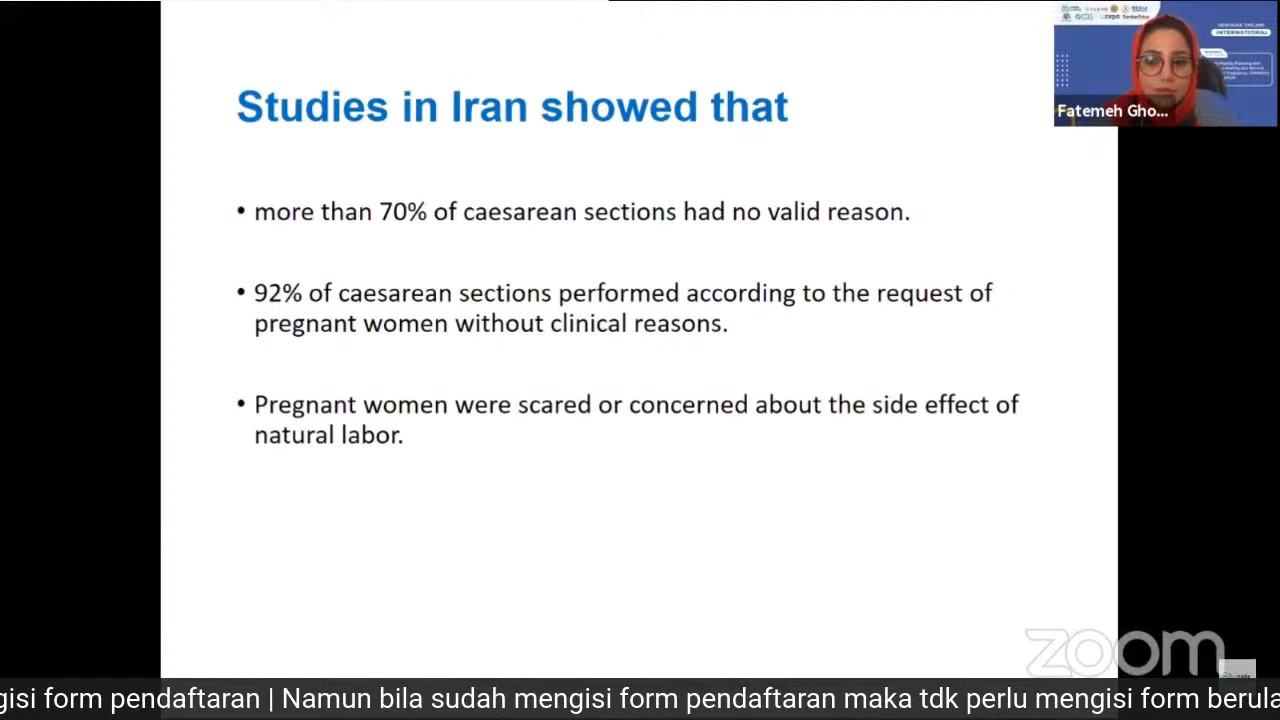 Studies in Iran showed that
• more than 70% of caesarean sections had no valid reason.
• 92% of caesarean sections performed according to the request of
pregnant women without clinical reasons.
• Pregnant women were scared or concerned about the side effect of
natural labor.
SEMINAR ONLINE
INTERNATIONAL
Fatemeh Gho...
zoom
gisi form pendaftaran | Namun bila sudah mengisi form pendaftaran maka tdk perlu mengisi form berula